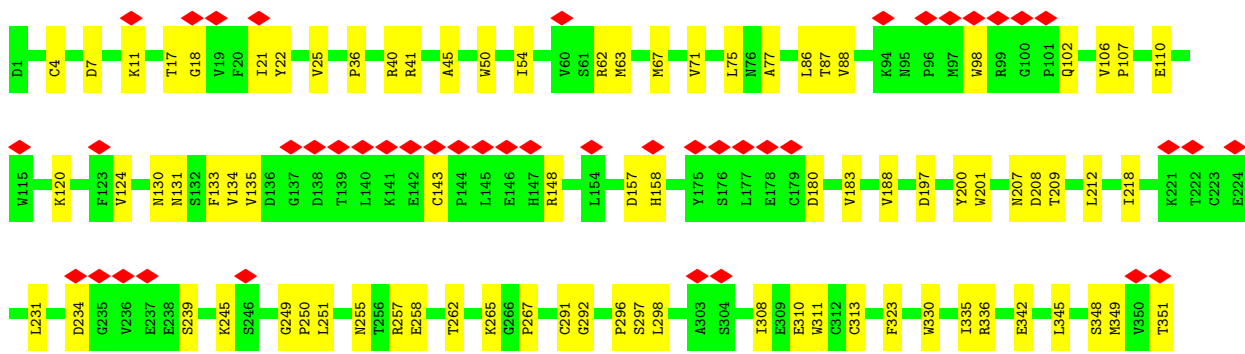 D1 C4 D7 K11 T17 G18 V19 F20 I21 Y22 V25 P36 R40 R41 A45 W50 I54 V60 S61 R62 M63 M67 V71 L75 N76 A77 L86 T87 V88 K94 N95 P96 M97 W98 R99 G100 P101 Q102 V106 P107 E110
W115 K120 F123 V124 N130 N131 S132 F133 V134 V135 D136 G137 D138 T139 L140 K141 E142 C143 P144 L145 E146 H147 R148 L154 D157 H158 Y175 S176 L177 E178 C179 D180 V183 V188 D197 Y200 W201 N207 D208 T209 L212 I218 K221 T222 C223 E224
L231 D234 G235 V236 E237 E238 S239 K245 S246 G249 P250 L251 N255 T256 R257 E258 T262 K265 G266 P267 C291 G292 P296 S297 L298 A303 S304 I308 E309 E310 W311 C312 C313 F323 W330 I335 R336 E342 L345 S348 M349 V350 T351